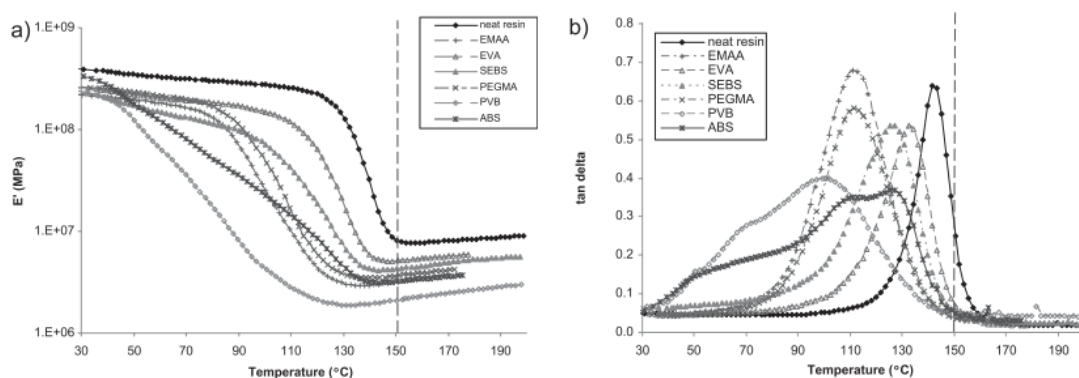 a)
1.E+09
1.E+08
1.E+07
1.E+06
E' (MPa)
30 50 70 90 110 130 150 170 190
Temperature (°C)
neat resin
EMAA
EVA
SEBS
PEGMA
PVB
ABS
b)
0.8
0.7
0.6
0.5
0.4
0.3
0.2
0.1
0.0
tan delta
30 50 70 90 110 130 150 170 190
Temperature (°C)
neat resin
EMAA
EVA
SEBS
PEGMA
PVB
ABS